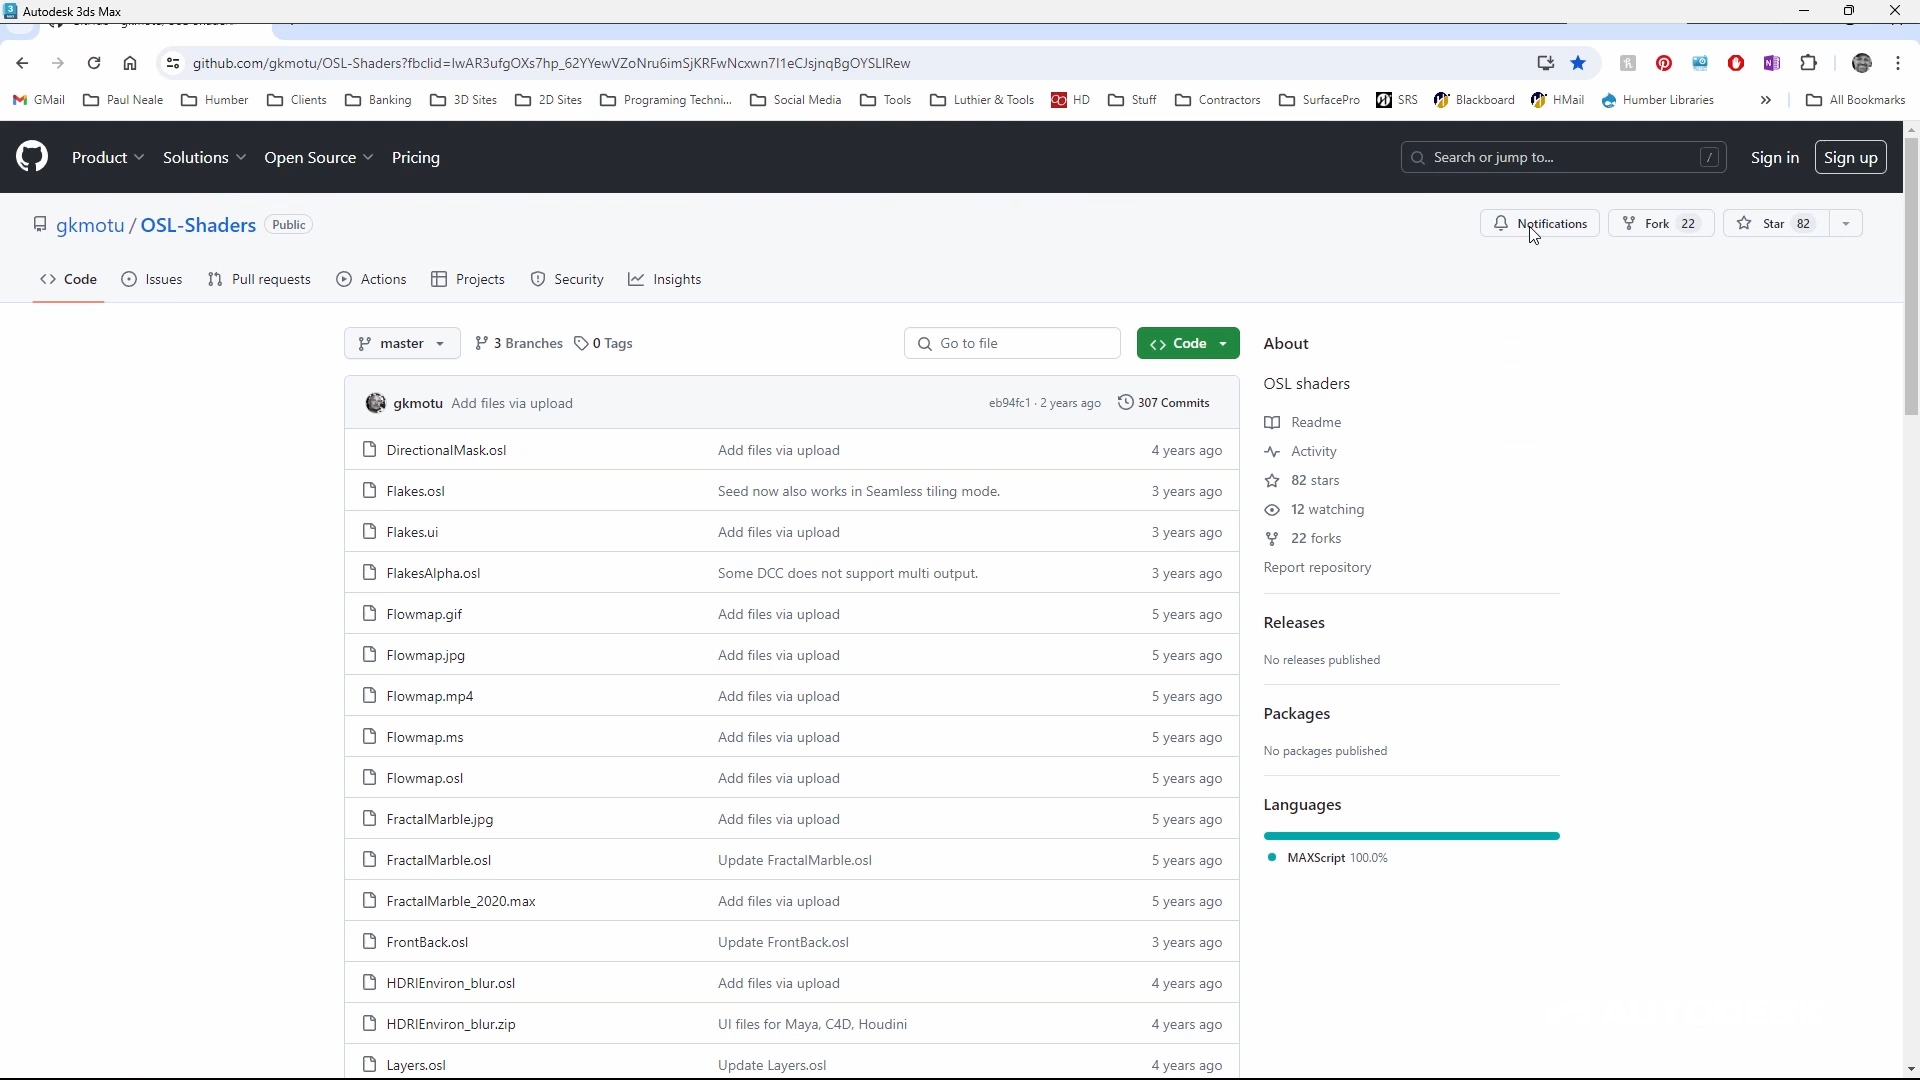 Autodesk 3ds Max
github.com/gkmotu/OSL-Shaders?fbclid=IwAR3ufgOXs7hp_62YYewVZoNru6imSjKRFwNcxwn7I1eCJsjnqBgOYSLIRew
GMail Paul Neale Humber Clients Banking 3D Sites 2D Sites Programing Techni... Social Media Tools Luthier & Tools HD Stuff Contractors SurfacePro SRS Blackboard HMail Humber Libraries » All Bookmarks
Product Solutions Open Source Pricing Search or jump to... / Sign in Sign up
gkmotu / OSL-Shaders Public Notifications Fork 22 Star 82
Code Issues Pull requests Actions Projects Security Insights
master 3 Branches 0 Tags Go to file Code
gkmotu Add files via upload eb94fc1 · 2 years ago 307 Commits
DirectionalMask.osl Add files via upload 4 years ago
Flakes.osl Seed now also works in Seamless tiling mode. 3 years ago
Flakes.ui Add files via upload 3 years ago
FlakesAlpha.osl Some DCC does not support multi output. 3 years ago
Flowmap.gif Add files via upload 5 years ago
Flowmap.jpg Add files via upload 5 years ago
Flowmap.mp4 Add files via upload 5 years ago
Flowmap.ms Add files via upload 5 years ago
Flowmap.osl Add files via upload 5 years ago
FractalMarble.jpg Add files via upload 5 years ago
FractalMarble.osl Update FractalMarble.osl 5 years ago
FractalMarble_2020.max Add files via upload 5 years ago
FrontBack.osl Update FrontBack.osl 3 years ago
HDRIEnviron_blur.osl Add files via upload 4 years ago
HDRIEnviron_blur.zip UI files for Maya, C4D, Houdini 4 years ago
Layers.osl Update Layers.osl 4 years ago
About
OSL shaders
Readme
Activity
82 stars
12 watching
22 forks
Report repository
Releases
No releases published
Packages
No packages published
Languages
MAXScript 100.0%